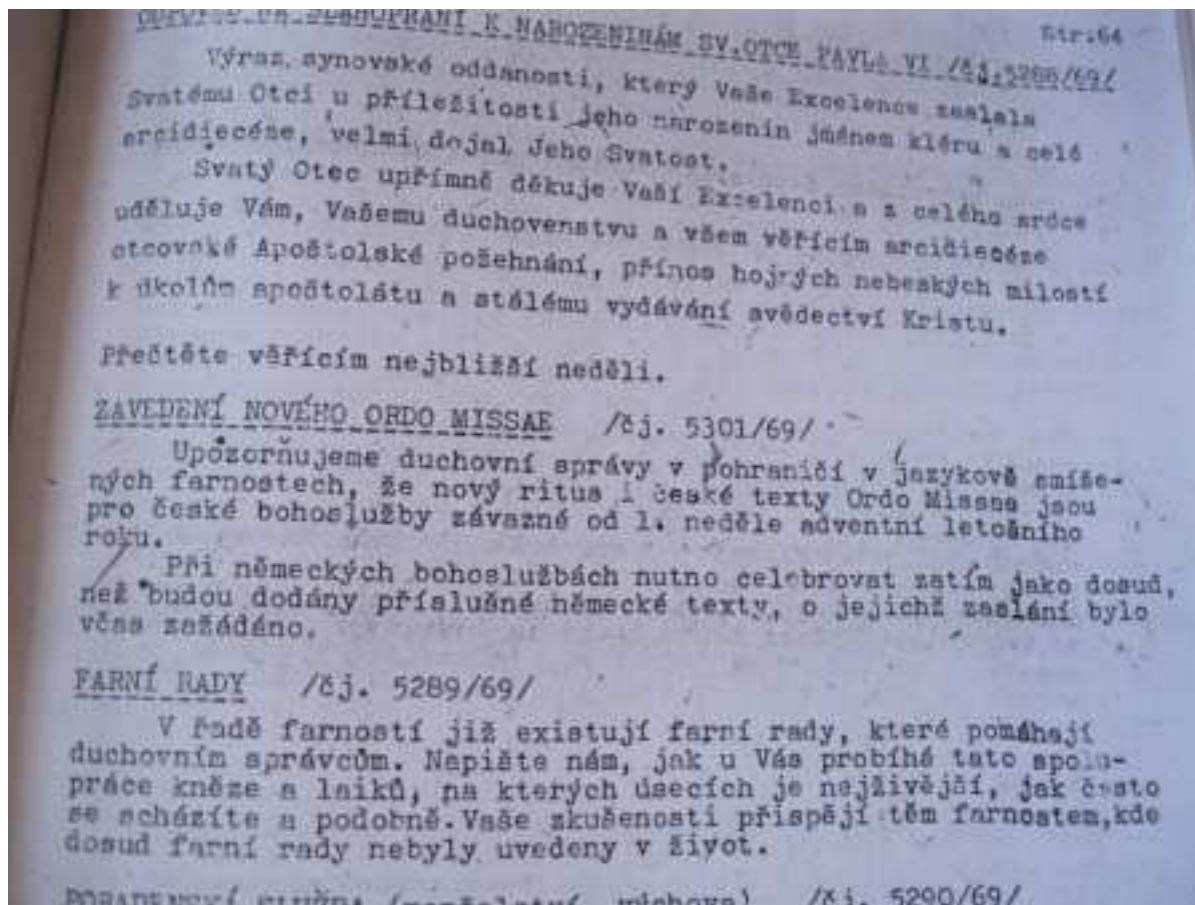 Str.64
ODPOVĚĎ NA BLAHOPŘÁNÍ K NAROZENINÁM SV.OTCE PAVLA VI /čj.5288/69/
Výraz synovské oddanosti, který Vaše Excelence zaslala
Svatému Otci u příležitosti jeho narozenin jménem kléru a celé
arcidiecéze, velmi dojal Jeho Svatost.
Svatý Otec upřímně děkuje Vaší Excelenci a z celého srdce
uděluje Vám, Vašemu duchovenstvu a všem věřícím arcidiecéze
otcovské Apoštolské požehnání, přínos hojných nebeských milostí
k úkolům apoštolátu a stálému vydávání svědectví Kristu.
Přečtěte věřícím nejbližší neděli.
ZAVEDENÍ NOVÉHO ORDO MISSAE /čj. 5301/69/
Upozorňujeme duchovní správy v pohraničí v jazykově smíše-
ných farnostech, že nový ritus i české texty Ordo Missae jsou
pro české bohoslužby závazné od 1. neděle adventní letošního
roku.
Při německých bohoslužbách nutno celebrovat zatím jako dosud,
než budou dodány příslušné německé texty, o jejichž zaslání bylo
včas zažádáno.
FARNÍ RADY /čj. 5289/69/
V řadě farností již existují farní rady, které pomáhají
duchovním správcům. Napište nám, jak u Vás probíhá tato spolu-
práce kněze a laiků, na kterých úsecích je nejživější, jak často
se scházíte a podobně.Vaše zkušenosti přispějí těm farnostem,kde
dosud farní rady nebyly uvedeny v život.
/čj. 5290/69/